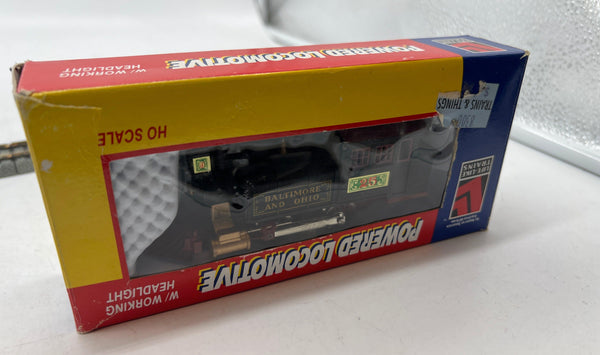 POWERED LOCOMOTIVE
W/ WORKING
HEADLIGHT
HO SCALE
TRAINS & THINGS
BALTIMORE
AND OHIO
LIFE-LIKE
TRAINS
POWERED LOCOMOTIVE
W/ WORKING
HEADLIGHT